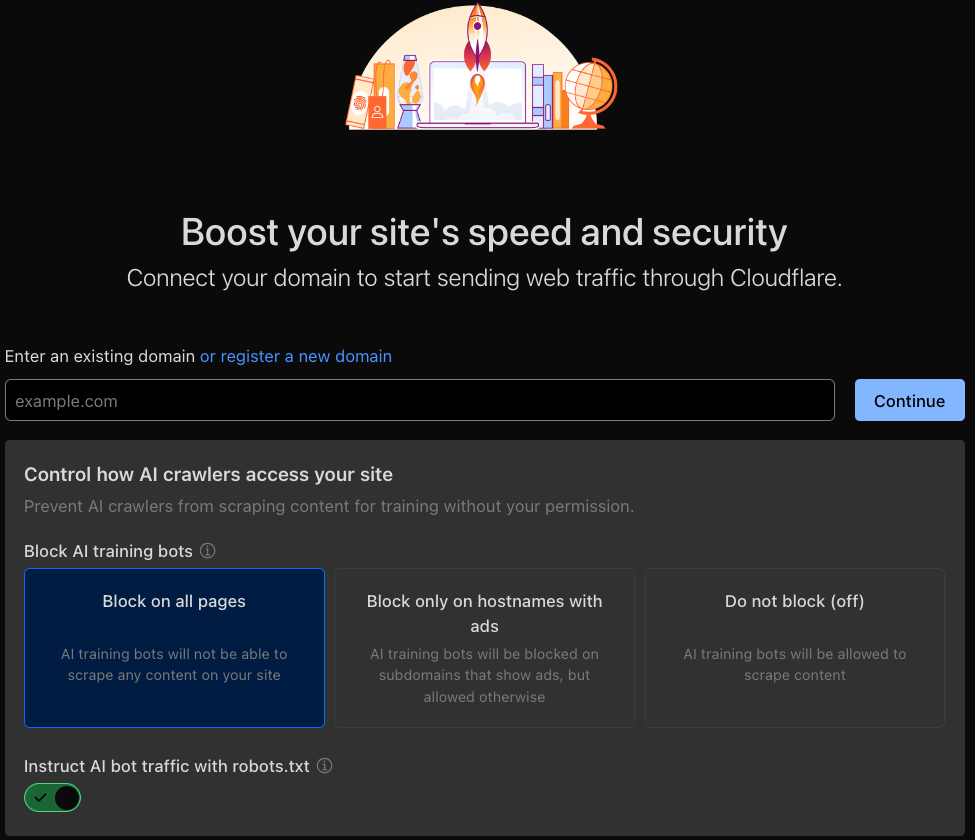 Boost your site's speed and security
Connect your domain to start sending web traffic through Cloudflare.
Enter an existing domain or register a new domain
example.com
Continue
Control how AI crawlers access your site
Prevent AI crawlers from scraping content for training without your permission.
Block AI training bots
Block on all pages
AI training bots will not be able to
scrape any content on your site
Block only on hostnames with
ads
AI training bots will be blocked on
subdomains that show ads, but
allowed otherwise
Do not block (off)
AI training bots will be allowed to
scrape content
Instruct AI bot traffic with robots.txt